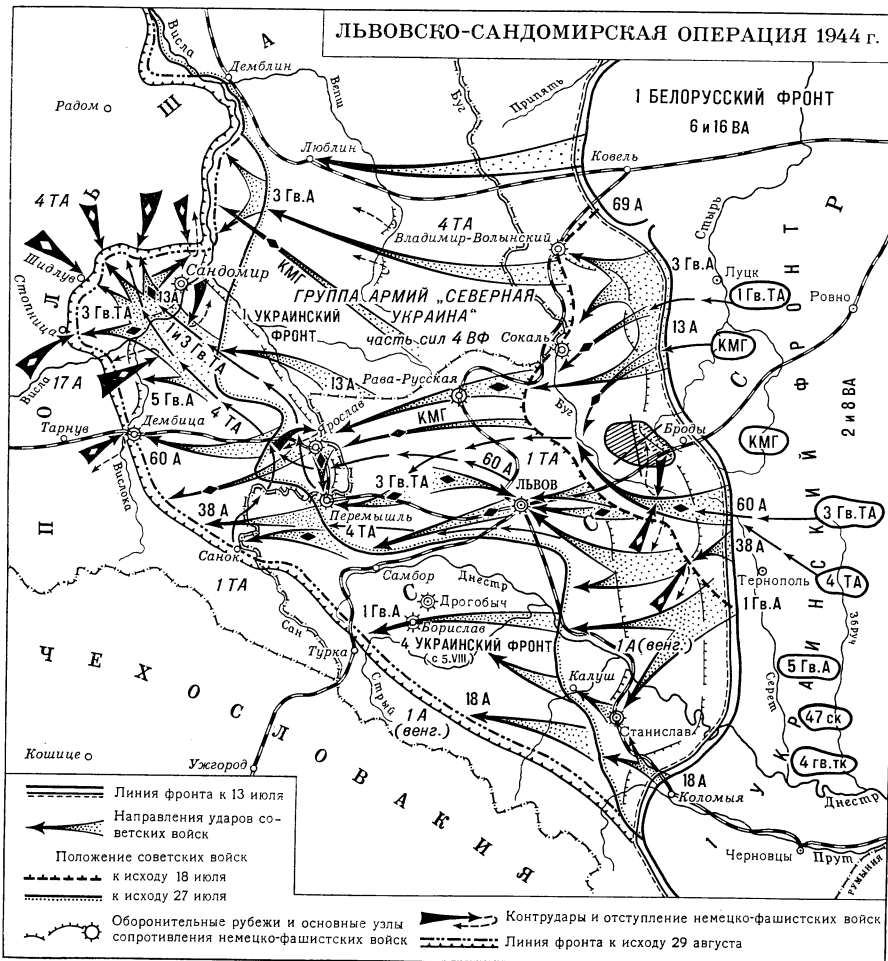 ЛЬВОВСКО-САНДОМИРСКАЯ ОПЕРАЦИЯ 1944 г.
Висла
А
Демблин
Вепш
Буг
Припять
1 БЕЛОРУССКИЙ ФРОНТ
6 и 16 ВА
Радом
Ш
Люблин
Ковель
Ь
4 ТА
3 Гв.А
КМГ
4 ТА
Владимир-Волынский
69 А
Стырь
Р
Т
Шидлув
Сандомир
3 Гв.А
Луцк
Л
Стопница
13А
3 Гв.ТА
1 и 3 Гв.ТА
ГРУППА АРМИЙ „СЕВЕРНАЯ
УКРАИНА“
часть сил 4 ВФ
1 УКРАИНСКИЙ
ФРОНТ
Сокаль
1 Гв.ТА
Ровно
Н
О
13 А
КМГ
Р
Ф
С
Висла
17 А
5 Гв.А
4 ТА
13 А
Рава-Русская
КМГ
Буг
О
Тарнув
Дембица
Ярослав
Броды
КМГ
2 и 8 ВА
Й
Вислока
60 А
60 А
1 ТА
3 Гв.ТА
ЛЬВОВ
И
К
60 А
3 Гв.ТА
38 А
Перемышль
4 ТА
С
38 А
С
П
Санок
Тернополь
4 ТА
Н
1 ТА
Самбор
Днестр
1 Гв.А
И
Сан
С
Дрогобыч
1 Гв.А
Борислав
1А (венг.)
Збруч
Турка
4 УКРАИНСКИЙ ФРОНТ
(с 5.VIII)
Серет
5 Гв.А
А
ЧЕХОСЛОВАКИЯ
Стрый
Калуш
18 А
1 А
(венг.)
Станислав
47 ск
Р
Кошице
Ужгород
18 А
4 гв.тк
К
Коломыя
У
Днестр
1
Черновцы
Прут
РУМЫНИЯ
Линия фронта к 13 июля
Направления ударов со-
ветских войск
Положение советских войск
к исходу 18 июля
к исходу 27 июля
Оборонительные рубежи и основные узлы
сопротивления немецко-фашистских войск
Контрудары и отступление немецко-фашистских войск
Линия фронта к исходу 29 августа